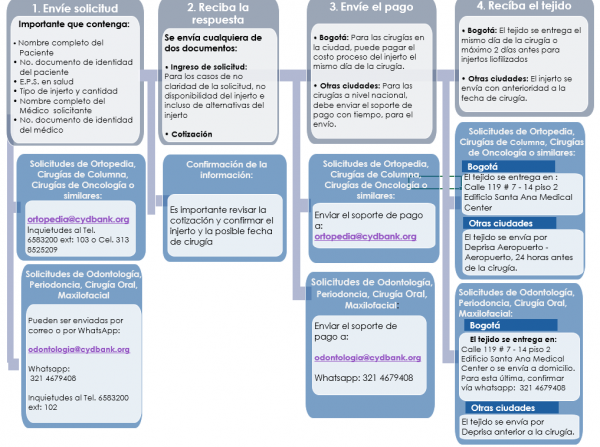 1. Envíe solicitud
Importante que contenga:
• Nombre completo del
Paciente
• No. documento de identidad
del paciente
• E.P.S. en salud
• Tipo de injerto y cantidad
• Nombre completo del
Médico solicitante
• No. documento de identidad
del médico
Solicitudes de Ortopedia,
Cirugías de Columna,
Cirugías de Oncología o
similares:
ortopedia@cydbank.org
Inquietudes al Tel.
6583200 ext: 103 o Cel. 313
8525209
Solicitudes de Odontología,
Periodoncia, Cirugía Oral,
Maxilofacial
Pueden ser enviadas por
correo o por WhatsApp:
odontologia@cydbank.org
Whatsapp:
321 4679408
Inquietudes al Tel. 6583200
ext: 102
2. Reciba la
respuesta
Se envía cualquiera de
dos documentos:
• Ingreso de solicitud:
Para los casos de no
claridad de la solicitud, no
disponibilidad del injerto e
incluso de alternativas del
injerto
• Cotización
Confirmación de la
información:
Es importante revisar la
cotización y confirmar el
injerto y la posible fecha
de cirugía
3. Envíe el pago
• Bogotá: Para las cirugías en
la ciudad, puede pagar el
costo proceso del injerto el
mismo día de la cirugía.
• Otras ciudades: Para las
cirugías a nivel nacional,
debe enviar el soporte de
pago con tiempo, para el
envío.
Solicitudes de Ortopedia,
Cirugías de Columna,
Cirugías de Oncología o
similares:
Enviar el soporte de pago
a:
ortopedia@cydbank.org
Solicitudes de Odontología,
Periodoncia, Cirugía Oral,
Maxilofacial:
Enviar el soporte de
pago a:
odontologia@cydbank.org
Whatsapp: 321 4679408
4. Reciba el tejido
• Bogotá: El tejido se entrega el
mismo día de la cirugía o
máximo 2 días antes para
injertos liofilizados
• Otras ciudades: El injerto se
envía con anterioridad a la
fecha de cirugía.
Solicitudes de Ortopedia,
Cirugías de Columna, Cirugías
de Oncología o similares:
Bogotá
El tejido se entrega en :
Calle 119 # 7 - 14 piso 2
Edificio Santa Ana Medical
Center
Otras ciudades
El tejido se envía por
Deprisa Aeropuerto -
Aeropuerto, 24 horas antes
de la cirugía.
Solicitudes de Odontología,
Periodoncia, Cirugía Oral,
Maxilofacial:
Bogotá
El tejido se entrega en:
Calle 119 # 7 - 14 piso 2
Edificio Santa Ana Medical
Center o se envía a domicilio.
Para esta última, confirmar
vía whatsapp: 321 4679408
Otras ciudades
El tejido se envía por
Deprisa anterior a la cirugía.